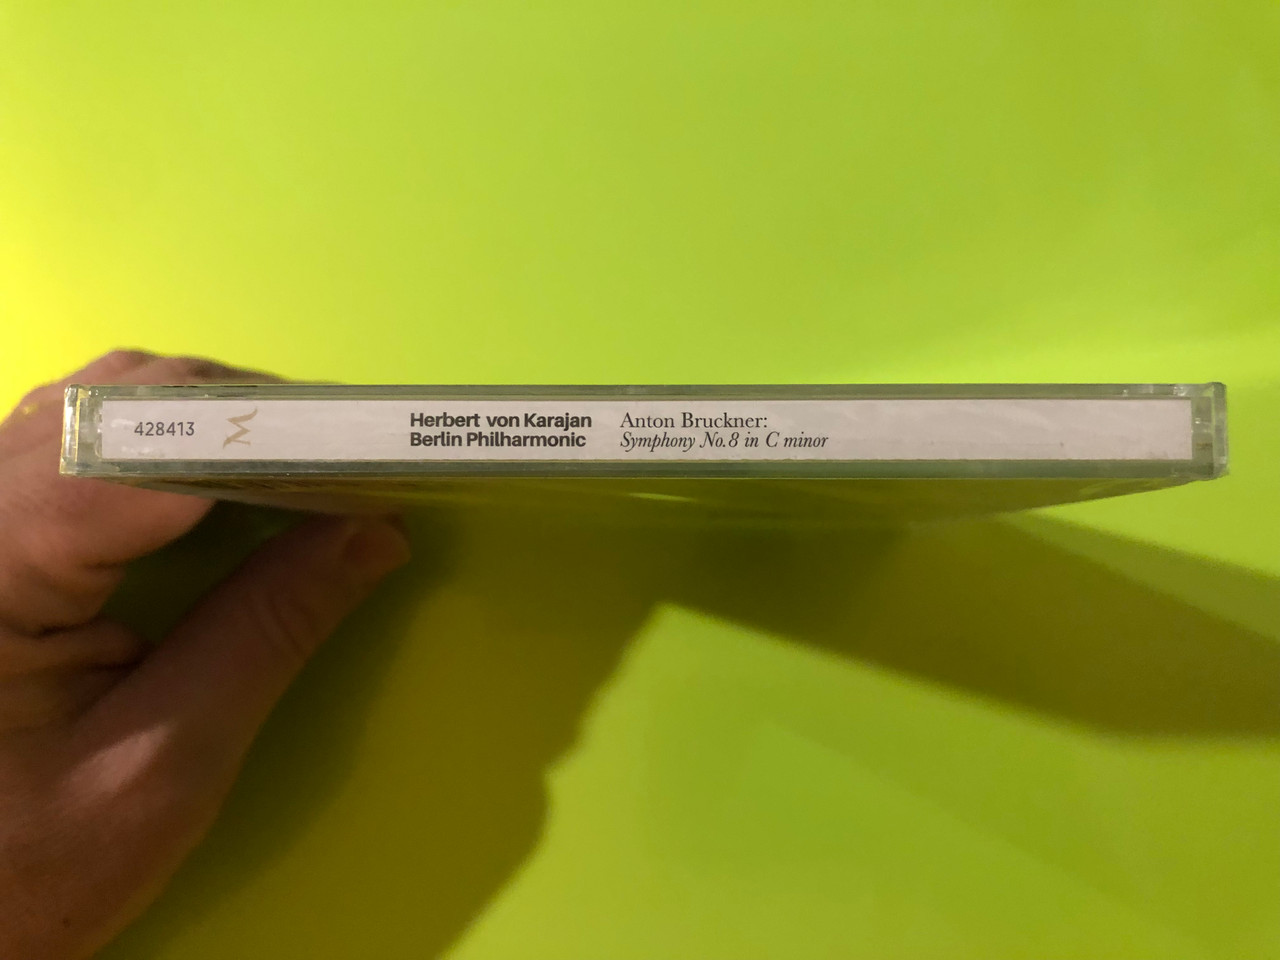 428413
Herbert von Karajan
Berlin Philharmonic
Anton Bruckner:
Symphony No. 8 in C minor